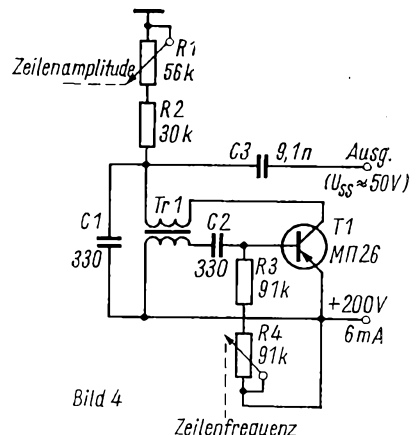 R1
Zeilenamplitude
56k
R2
30k
C3
9,1n
Ausg.
(U_SS≈50V)
Tr1
C1
C2
T1
МП26
330
330
R3
91k
+200V
6mA
R4
91k
Bild 4
Zeilenfrequenz